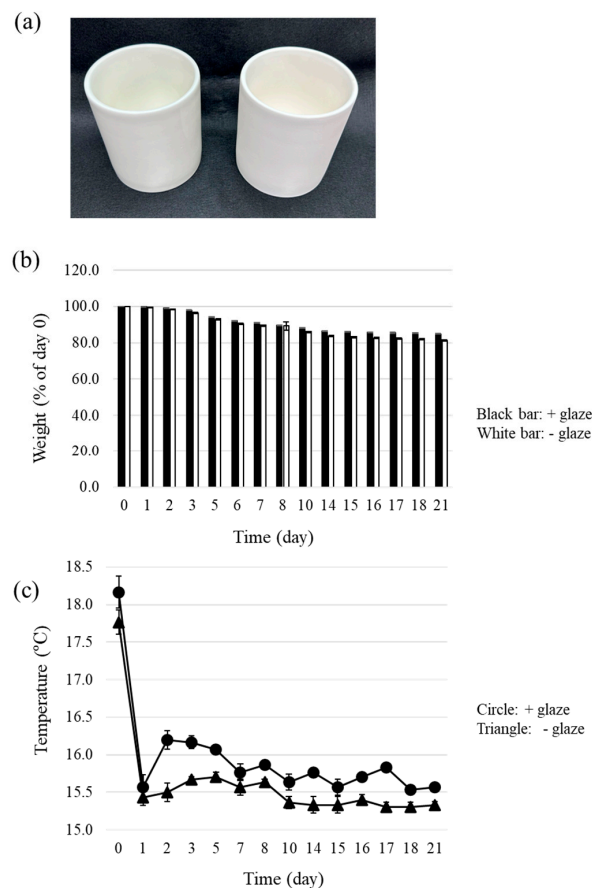 (a)
(b)
120.0
100.0
80.0
60.0
40.0
20.0
0.0
Weight (% of day 0)
0 1 2 3 5 6 7 8 10 14 15 16 17 18 21
Time (day)
Black bar: + glaze
White bar: - glaze
(c)
18.5
18.0
17.5
17.0
16.5
16.0
15.5
15.0
Temperature (°C)
0 1 2 3 5 7 8 10 14 15 16 17 18 21
Time (day)
Circle: + glaze
Triangle: - glaze